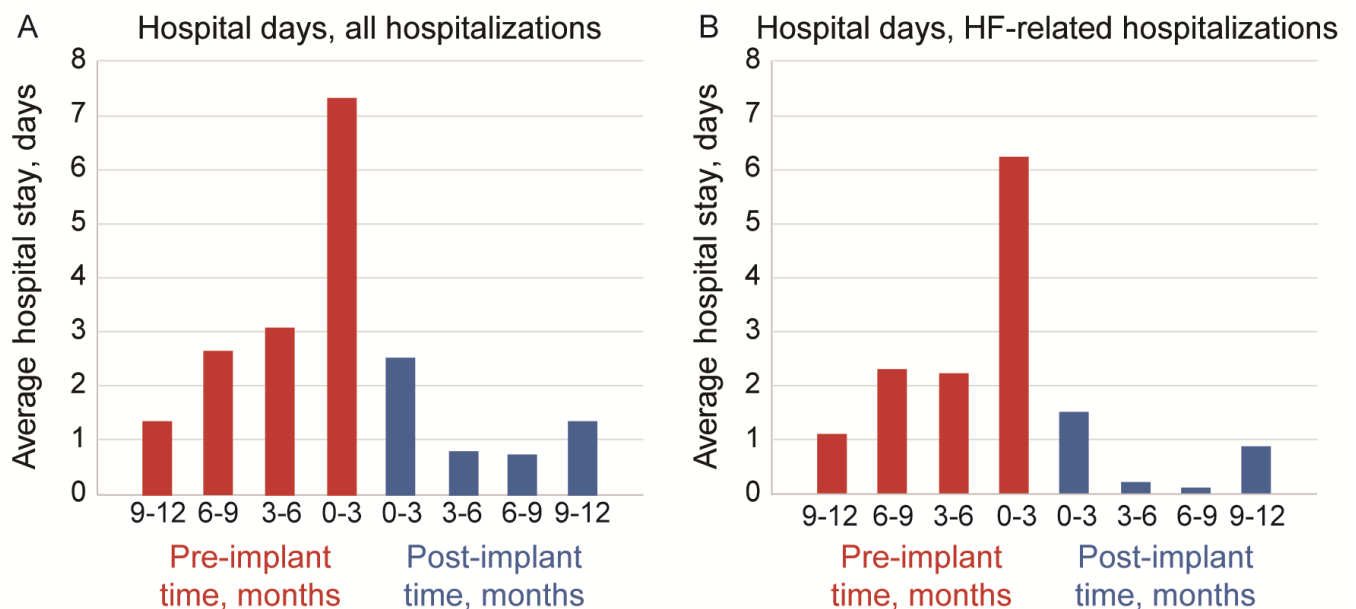 A Hospital days, all hospitalizations
Average hospital stay, days
8
7
6
5
4
3
2
1
0
9-12 6-9 3-6 0-3 0-3 3-6 6-9 9-12
Pre-implant
time, months
Post-implant
time, months
B Hospital days, HF-related hospitalizations
Average hospital stay, days
8
7
6
5
4
3
2
1
0
9-12 6-9 3-6 0-3 0-3 3-6 6-9 9-12
Pre-implant
time, months
Post-implant
time, months